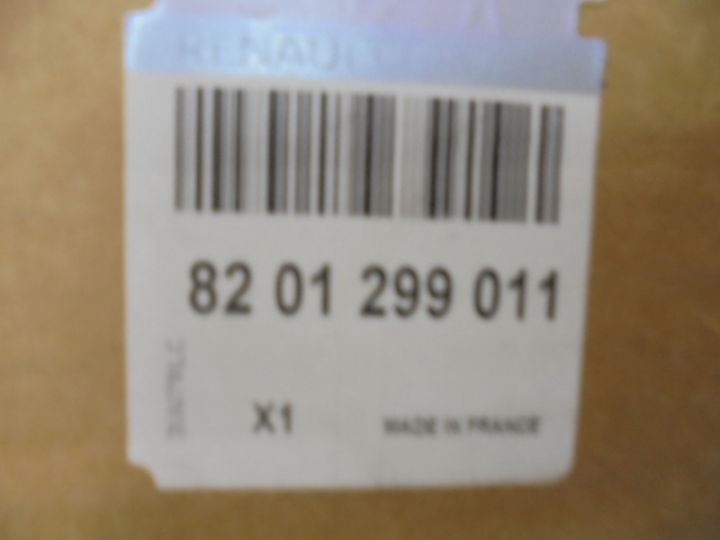 RENAULT
82 01 299 011
X1
MADE IN FRANCE